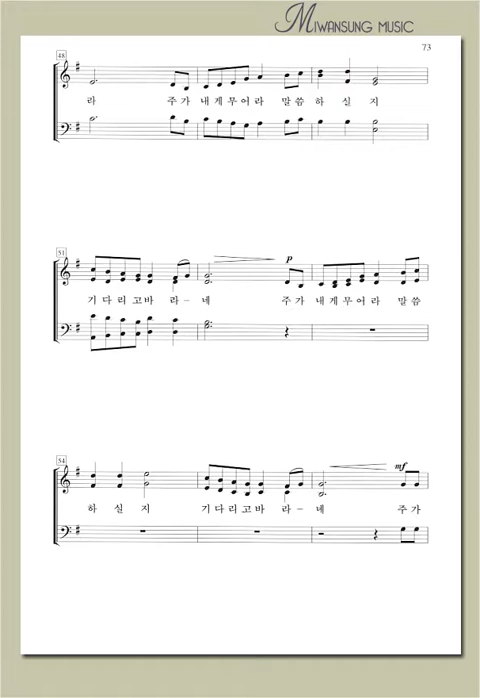 MIWANSUNG MUSIC
73
48
라 주가 내게무어라 말씀 하 실 지
51
기 다 리 고바 라 – 네 주가 내게무어라 말씀
p
54
하 실 지 기다리고바 라 – 네 주가
mf